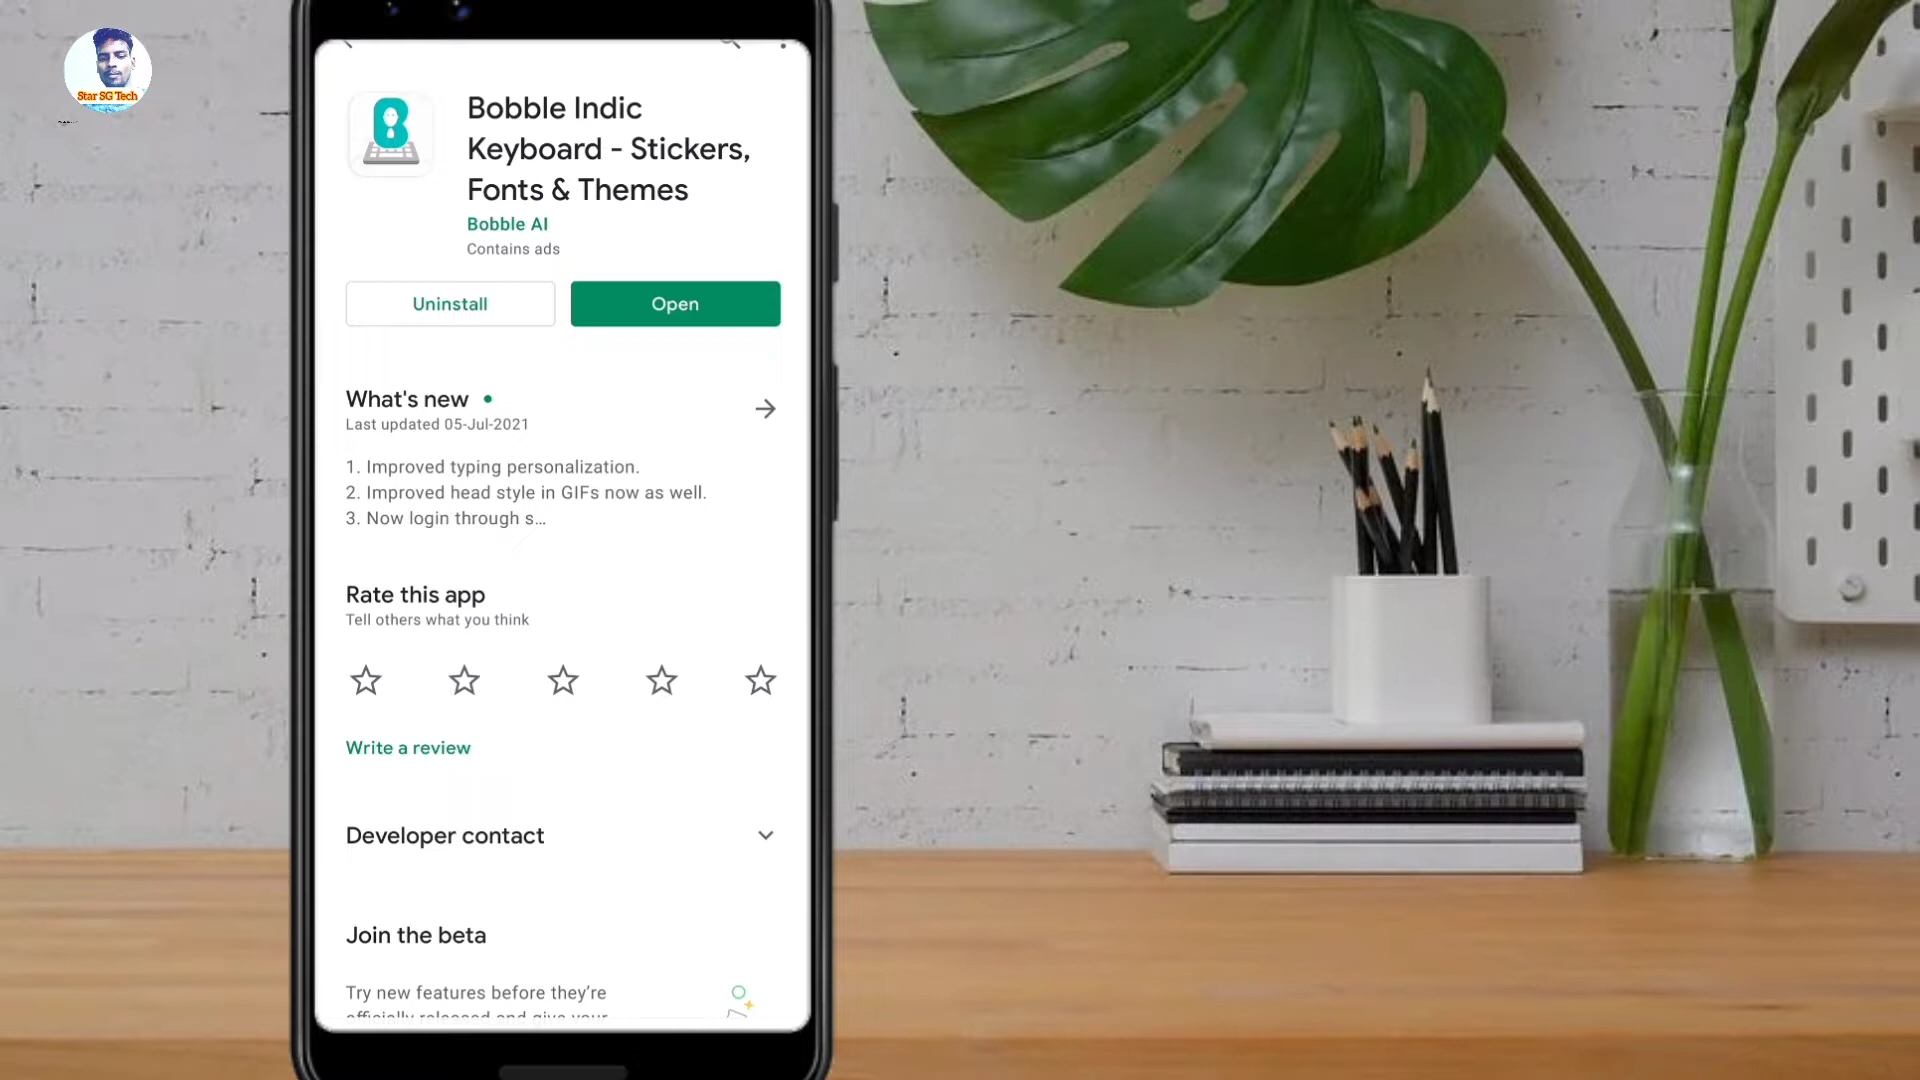 Star SG Tech
Bobble Indic
Keyboard - Stickers,
Fonts & Themes
Bobble AI
Contains ads
Uninstall
Open
What's new
Last updated 05-Jul-2021
1. Improved typing personalization.
2. Improved head style in GIFs now as well.
3. Now login through s…
Rate this app
Tell others what you think
Write a review
Developer contact
Join the beta
Try new features before they’re
officially released and give your